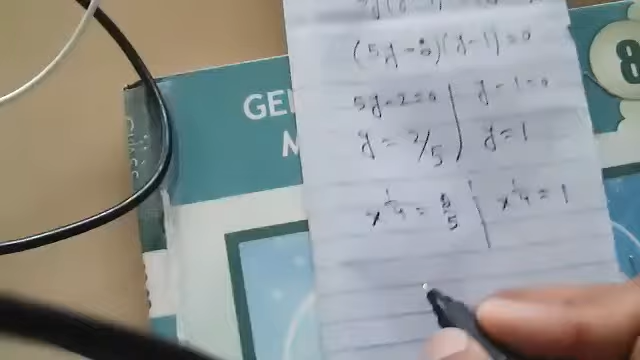 (5y-2)(y-1)=0
5y-2=0 | y-1=0
y=2/5 | y=1
x^1/4 = 2/5 | x^1/4 = 1
GE
M
8